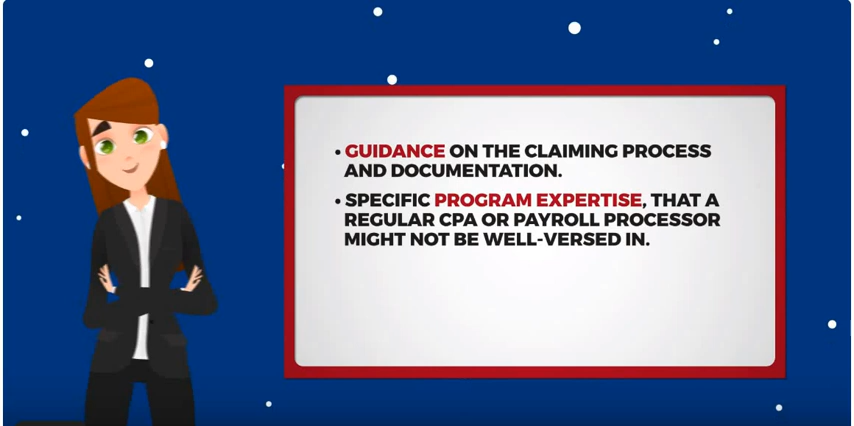 • GUIDANCE ON THE CLAIMING PROCESS
AND DOCUMENTATION.
• SPECIFIC PROGRAM EXPERTISE, THAT A
REGULAR CPA OR PAYROLL PROCESSOR
MIGHT NOT BE WELL-VERSED IN.